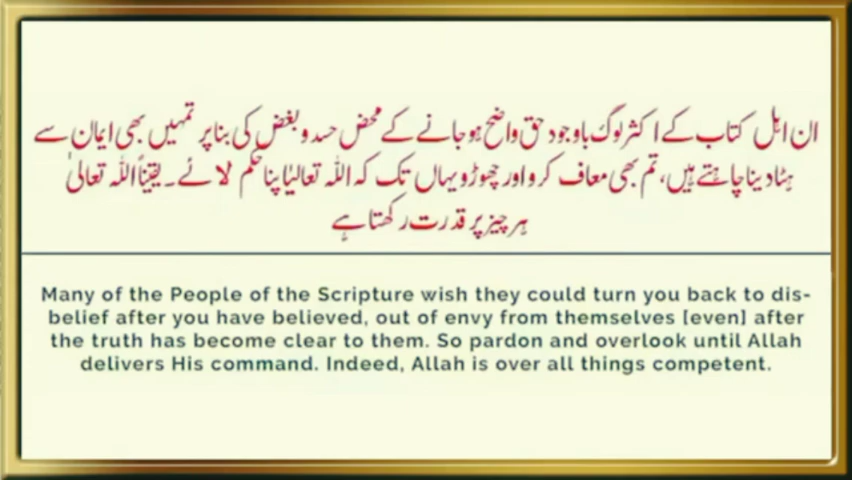 ان اہل کتاب کے اکثر لوگ باوجود حق واضح ہو جانے کے محض حسد و بغض کی بنا پر تمہیں بھی ایمان سے
ہٹا دینا چاہتے ہیں، تم بھی معاف کرو اور چھوڑو یہاں تک کہ اللہ تعالیٰ اپنا حکم لائے۔ یقیناً اللہ تعالیٰ
ہر چیز پر قدرت رکھتا ہے
Many of the People of the Scripture wish they could turn you back to dis-
belief after you have believed, out of envy from themselves [even] after
the truth has become clear to them. So pardon and overlook until Allah
delivers His command. Indeed, Allah is over all things competent.